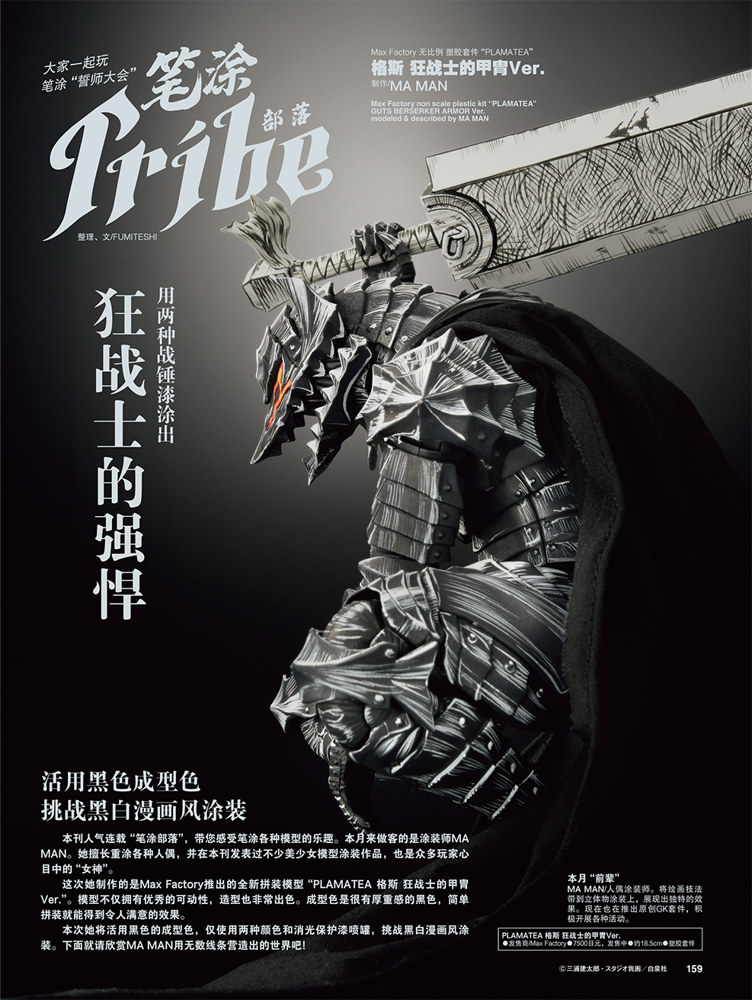 大家一起玩
笔涂“誓师大会”
笔涂
Tribe
部落
整理、文/FUMITESHI
Max Factory 无比例 塑胶套件 “PLAMATEA”
格斯 狂战士的甲胄Ver.
制作/MA MAN
Max Factory non scale plastic kit “PLAMATEA”
GUTS BERSERKER ARMOR Ver.
modeled & described by MA MAN
用两种战锤漆涂出
狂战士的强悍
活用黑色成型色
挑战黑白漫画风涂装
本刊人气连载 “笔涂部落”，带您感受笔涂各种模型的乐趣。本月来做客的是涂装师MA
MAN。她擅长重涂各种人偶，并在本刊发表过不少美少女模型涂装作品，也是众多玩家心
目中的 “女神”。
这次她制作的是Max Factory推出的全新拼装模型 “PLAMATEA 格斯 狂战士的甲胄
Ver.”。模型不仅拥有优秀的可动性，造型也非常出色。成型色是很有厚重感的黑色，简单
拼装就能得到令人满意的效果。
本次她将活用黑色的成型色，仅使用两种颜色和消光保护漆喷罐，挑战黑白漫画风涂
装。下面就请欣赏MA MAN用无数线条营造出的世界吧！
本月 “前辈”
MA MAN/人偶涂装师。将绘画技法
带到立体物涂装上，展现出独特的效
果。现在也在推出原创GK套件，积
极开展各种活动。
PLAMATEA 格斯 狂战士的甲胄Ver.
●发售商/Max Factory●7500日元，发售中●约18.5cm●塑胶套件
©三浦建太郎・スタジオ我画／白泉社
159